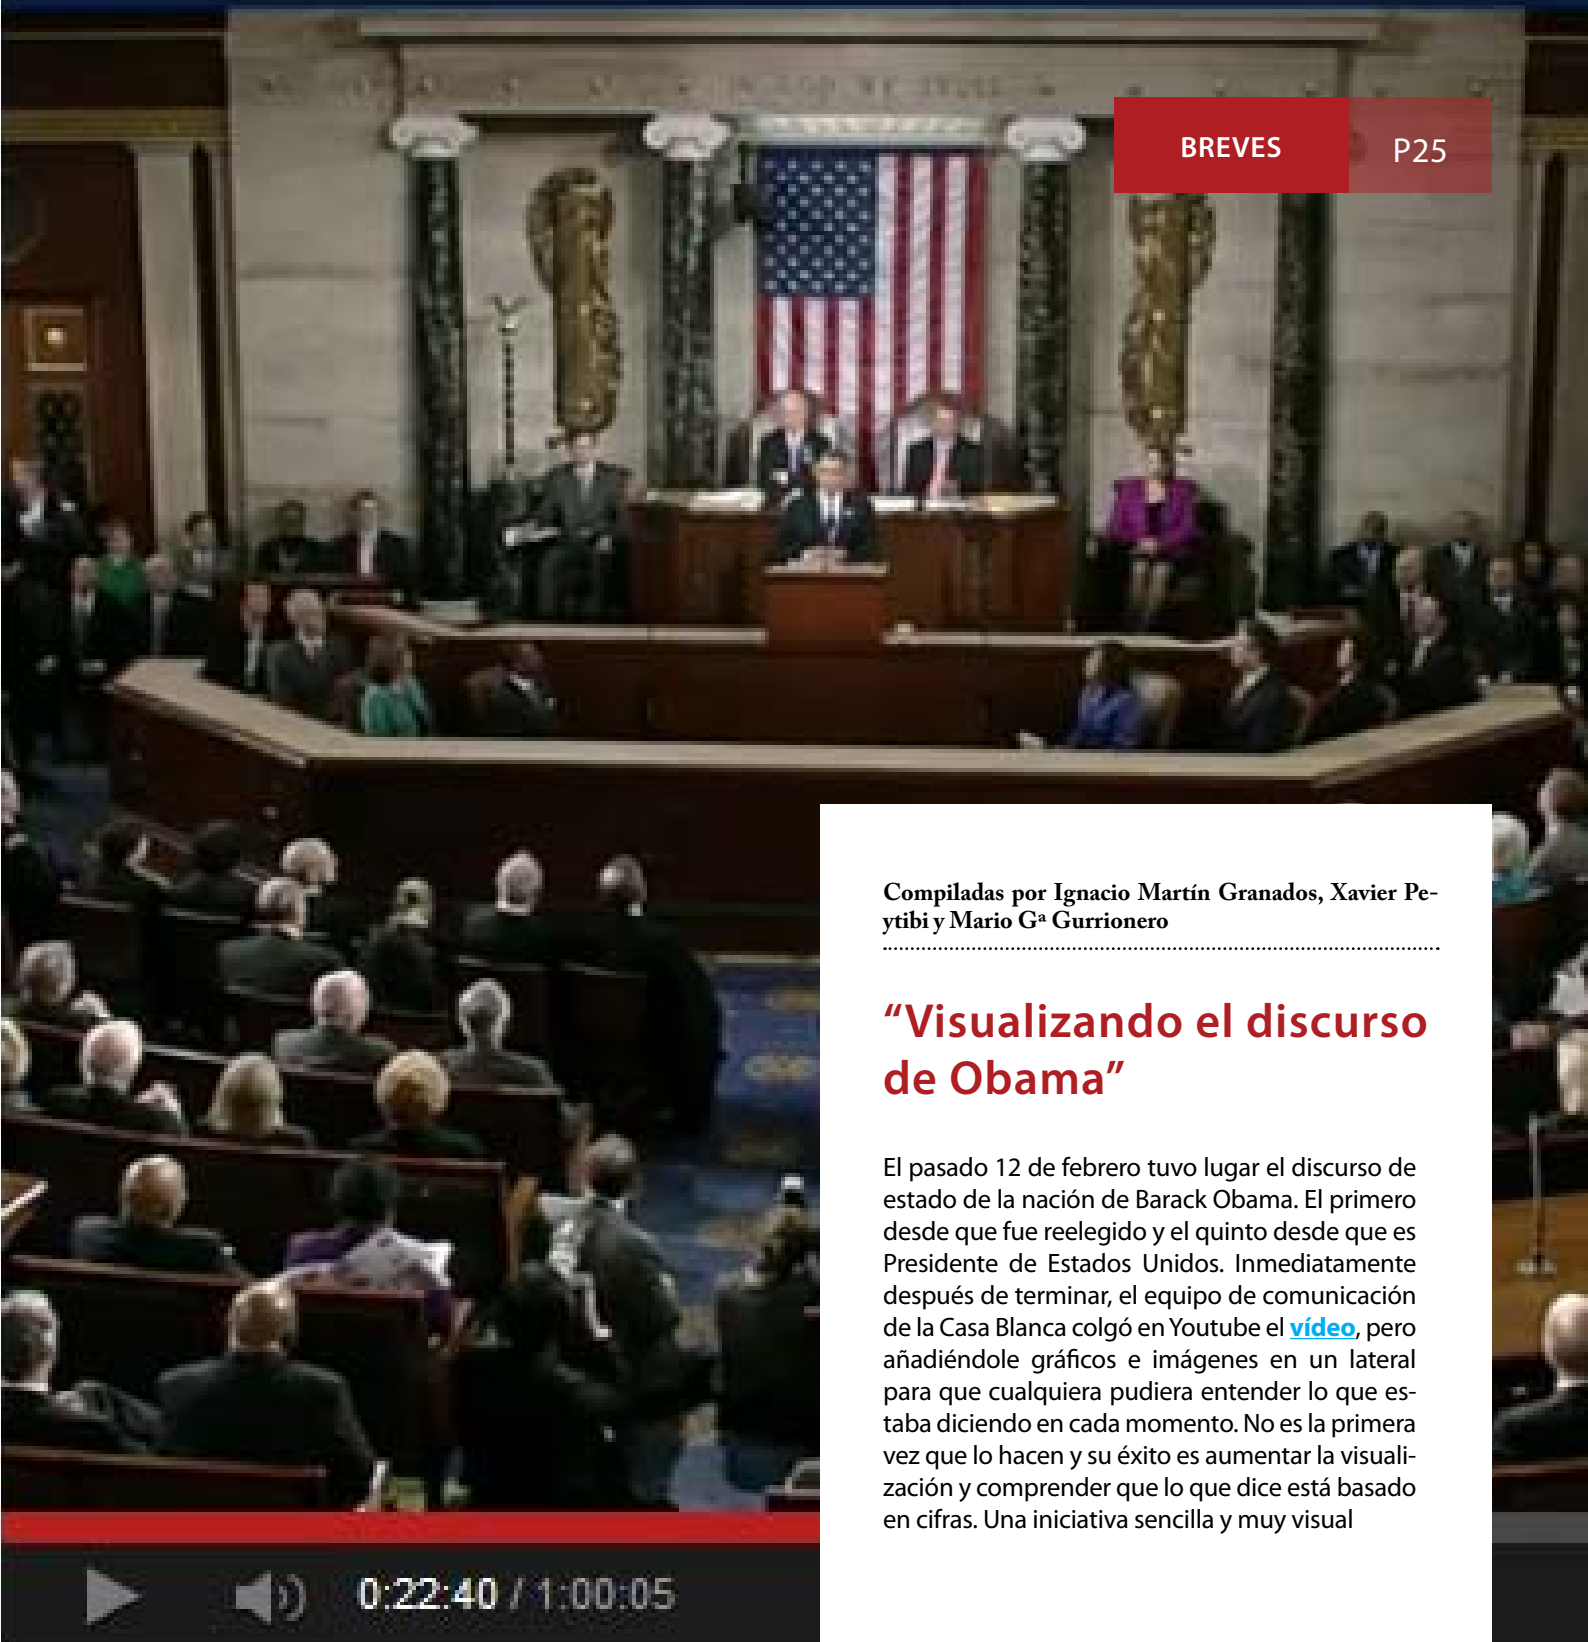 IN GOD WE TRUST
BREVES
P25
Compiladas por Ignacio Martín Granados, Xavier Pe-
ytibi y Mario Gª Gurrionero
“Visualizando el discurso
de Obama”
El pasado 12 de febrero tuvo lugar el discurso de
estado de la nación de Barack Obama. El primero
desde que fue reelegido y el quinto desde que es
Presidente de Estados Unidos. Inmediatamente
después de terminar, el equipo de comunicación
de la Casa Blanca colgó en Youtube el vídeo, pero
añadiéndole gráficos e imágenes en un lateral
para que cualquiera pudiera entender lo que es-
taba diciendo en cada momento. No es la primera
vez que lo hacen y su éxito es aumentar la visuali-
zación y comprender que lo que dice está basado
en cifras. Una iniciativa sencilla y muy visual
0:22:40 / 1:00:05